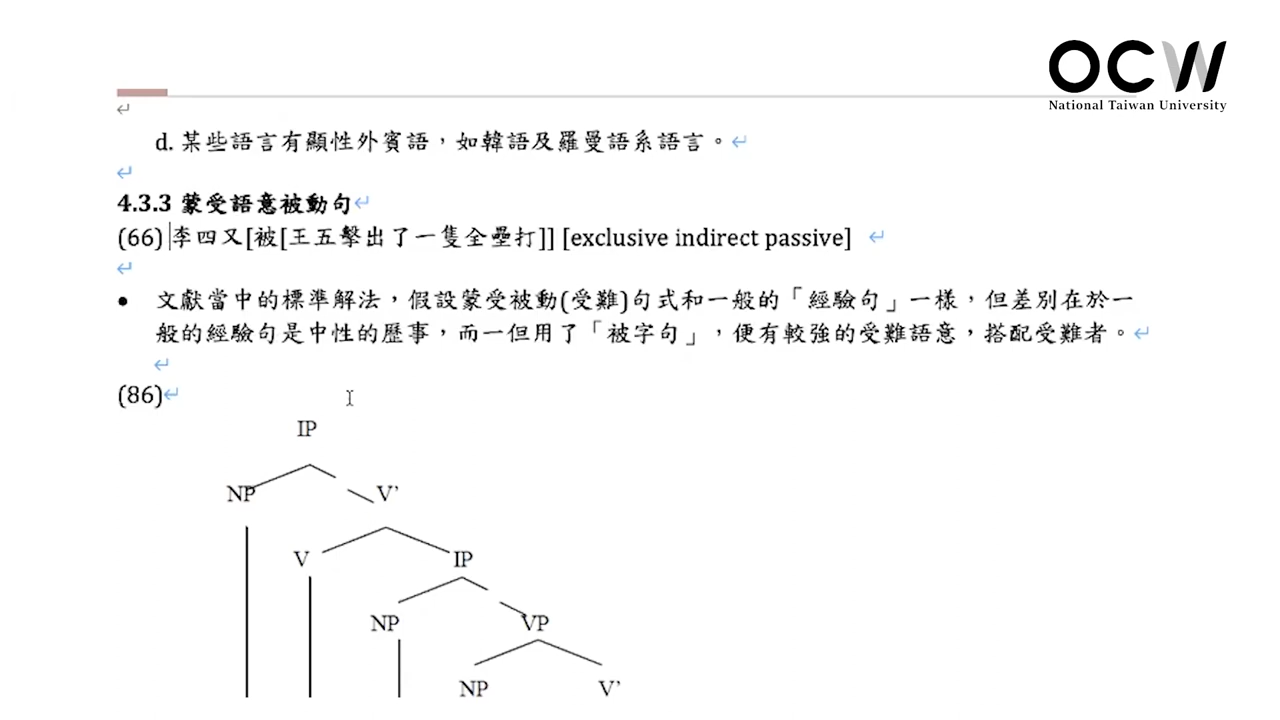 OCW
National Taiwan University
d. 某些語言有顯性外賓語，如韓語及羅曼語系語言。
4.3.3 蒙受語意被動句
(66) 李四又[被[王五擊出了一隻全壘打]] [exclusive indirect passive]
• 文獻當中的標準解法，假設蒙受被動(受難)句式和一般的「經驗句」一樣，但差別在於一
般的經驗句是中性的歷事，而一但用了「被字句」，便有較強的受難語意，搭配受難者。
(86)
IP
NP V’
V IP
NP VP
NP V’